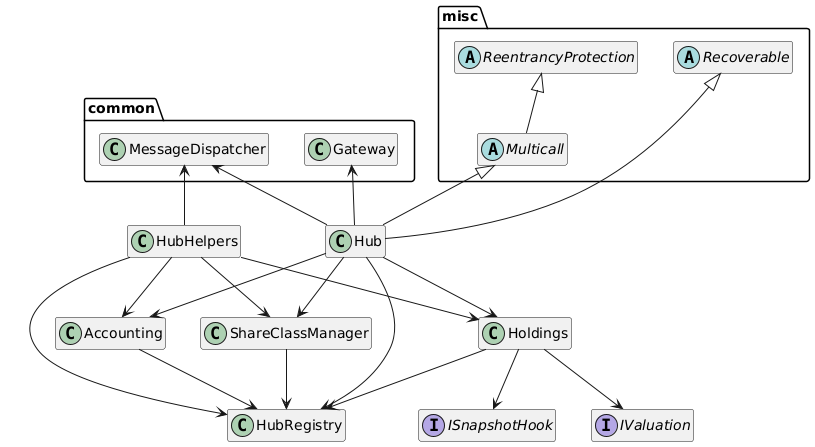 misc
A ReentrancyProtection
A Recoverable
common
C MessageDispatcher
C Gateway
A Multicall
C HubHelpers
C Hub
C Accounting
C ShareClassManager
C Holdings
C HubRegistry
I ISnapshotHook
I IValuation